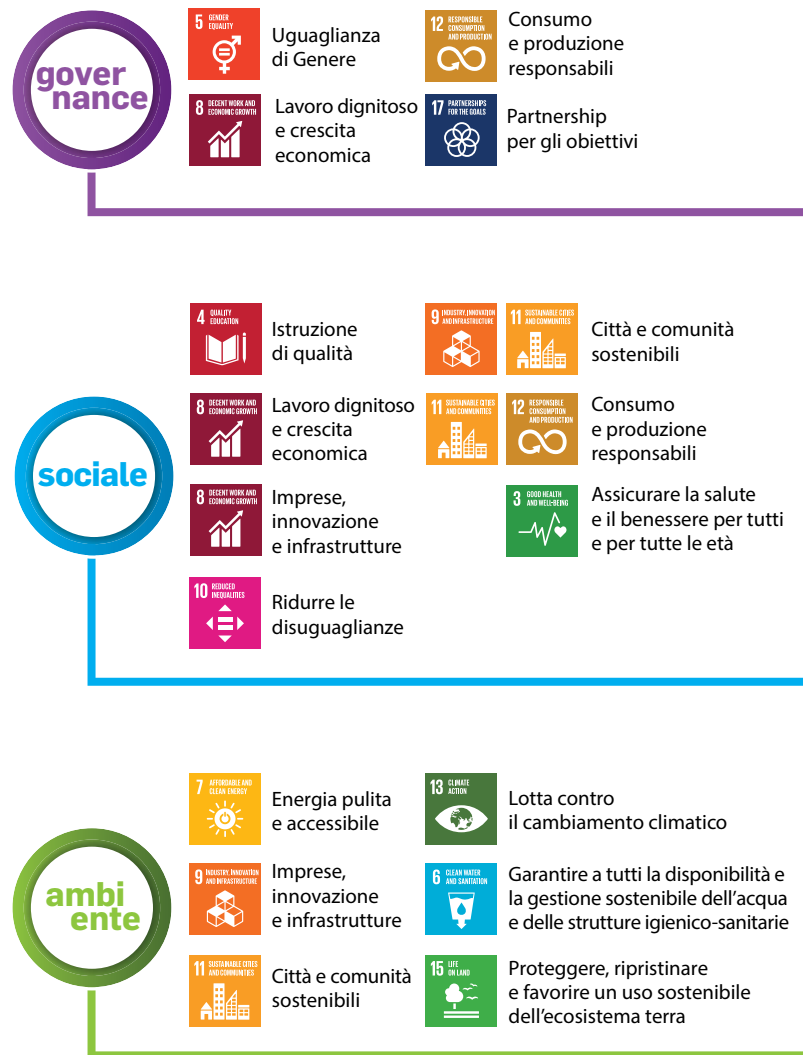 gover
nance
5 GENDER
EQUALITY
Uguaglianza
di Genere
12 RESPONSIBLE
CONSUMPTION
AND PRODUCTION
Consumo
e produzione
responsabili
8 DECENT WORK AND
ECONOMIC GROWTH
Lavoro dignitoso
e crescita
economica
17 PARTNERSHIPS
FOR THE GOALS
Partnership
per gli obiettivi
sociale
4 QUALITY
EDUCATION
Istruzione
di qualità
9 INDUSTRY, INNOVATION
AND INFRASTRUCTURE
11 SUSTAINABLE CITIES
AND COMMUNITIES
Città e comunità
sostenibili
8 DECENT WORK AND
ECONOMIC GROWTH
Lavoro dignitoso
e crescita
economica
11 SUSTAINABLE CITIES
AND COMMUNITIES
12 RESPONSIBLE
CONSUMPTION
AND PRODUCTION
Consumo
e produzione
responsabili
8 DECENT WORK AND
ECONOMIC GROWTH
Imprese,
innovazione
e infrastrutture
3 GOOD HEALTH
AND WELL-BEING
Assicurare la salute
e il benessere per tutti
e per tutte le età
10 REDUCED
INEQUALITIES
Ridurre le
disuguaglianze
ambi
ente
7 AFFORDABLE AND
CLEAN ENERGY
Energia pulita
e accessibile
13 CLIMATE
ACTION
Lotta contro
il cambiamento climatico
9 INDUSTRY, INNOVATION
AND INFRASTRUCTURE
Imprese,
innovazione
e infrastrutture
6 CLEAN WATER
AND SANITATION
Garantire a tutti la disponibilità e
la gestione sostenibile dell’acqua
e delle strutture igienico-sanitarie
11 SUSTAINABLE CITIES
AND COMMUNITIES
Città e comunità
sostenibili
15 LIFE
ON LAND
Proteggere, ripristinare
e favorire un uso sostenibile
dell’ecosistema terra